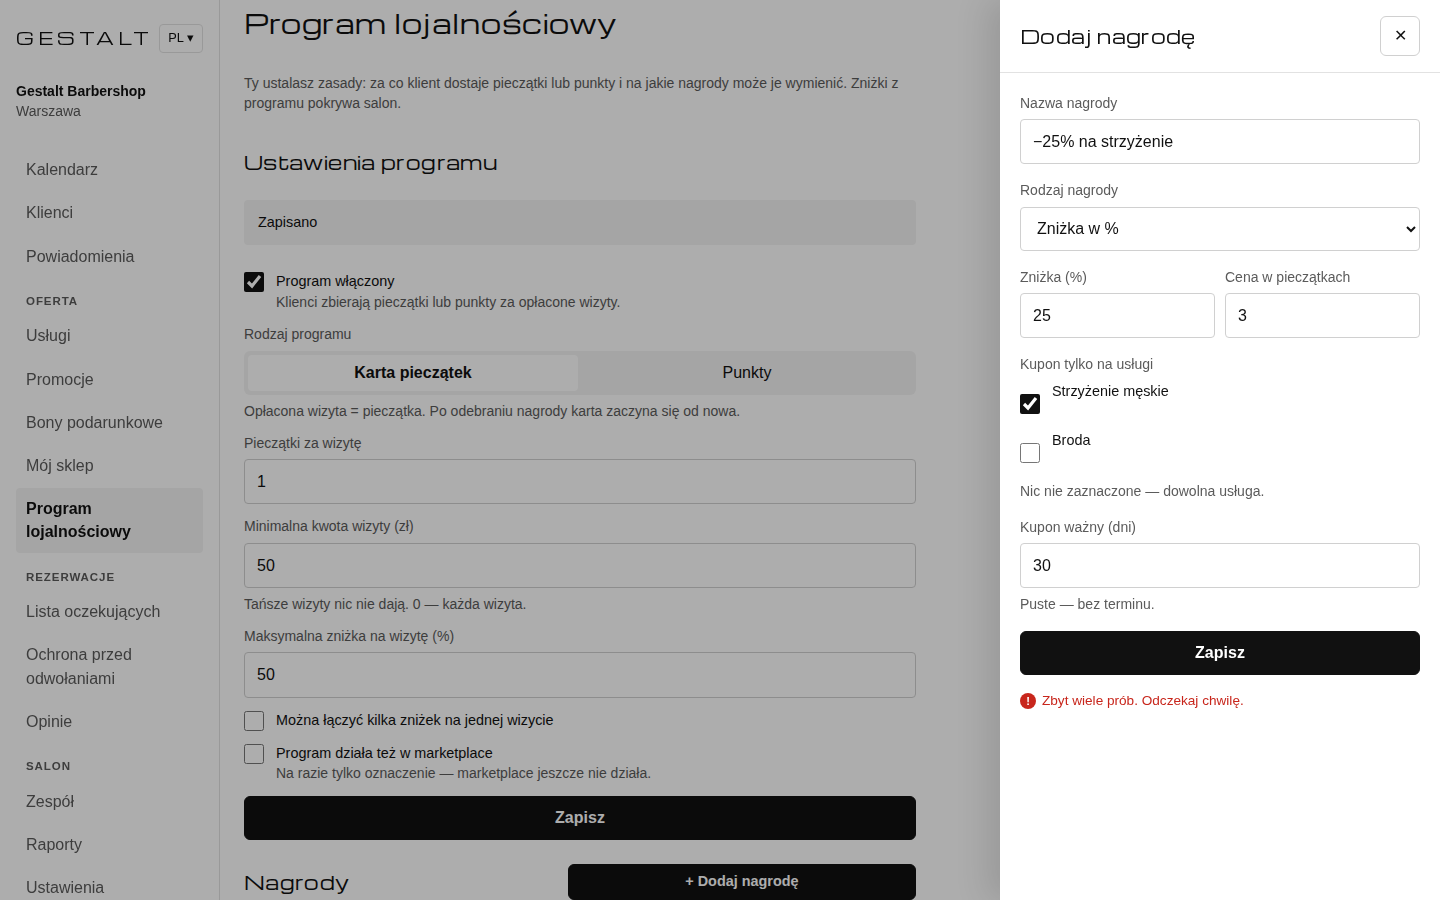 GESTALT
PL ▾
Gestalt Barbershop
Warszawa
Kalendarz
Klienci
Powiadomienia
OFERTA
Usługi
Promocje
Bony podarunkowe
Mój sklep
Program
lojalnościowy
REZERWACJE
Lista oczekujących
Ochrona przed
odwołaniami
Opinie
SALON
Zespół
Raporty
Ustawienia
Program lojalnościowy
Ty ustalasz zasady: za co klient dostaje pieczątki lub punkty i na jakie nagrody może je wymienić. Zniżki z
programu pokrywa salon.
Ustawienia programu
Zapisano
Program włączony
Klienci zbierają pieczątki lub punkty za opłacone wizyty.
Rodzaj programu
Karta pieczątek
Punkty
Opłacona wizyta = pieczątka. Po odebraniu nagrody karta zaczyna się od nowa.
Pieczątki za wizytę
1
Minimalna kwota wizyty (zł)
50
Tańsze wizyty nic nie dają. 0 — każda wizyta.
Maksymalna zniżka na wizytę (%)
50
Można łączyć kilka zniżek na jednej wizycie
Program działa też w marketplace
Na razie tylko oznaczenie — marketplace jeszcze nie działa.
Zapisz
Nagrody
+ Dodaj nagrodę
Dodaj nagrodę
✕
Nazwa nagrody
−25% na strzyżenie
Rodzaj nagrody
Zniżka w %
Zniżka (%)
Cena w pieczątkach
25
3
Kupon tylko na usługi
Strzyżenie męskie
Broda
Nic nie zaznaczone — dowolna usługa.
Kupon ważny (dni)
30
Puste — bez terminu.
Zapisz
! Zbyt wiele prób. Odczekaj chwilę.